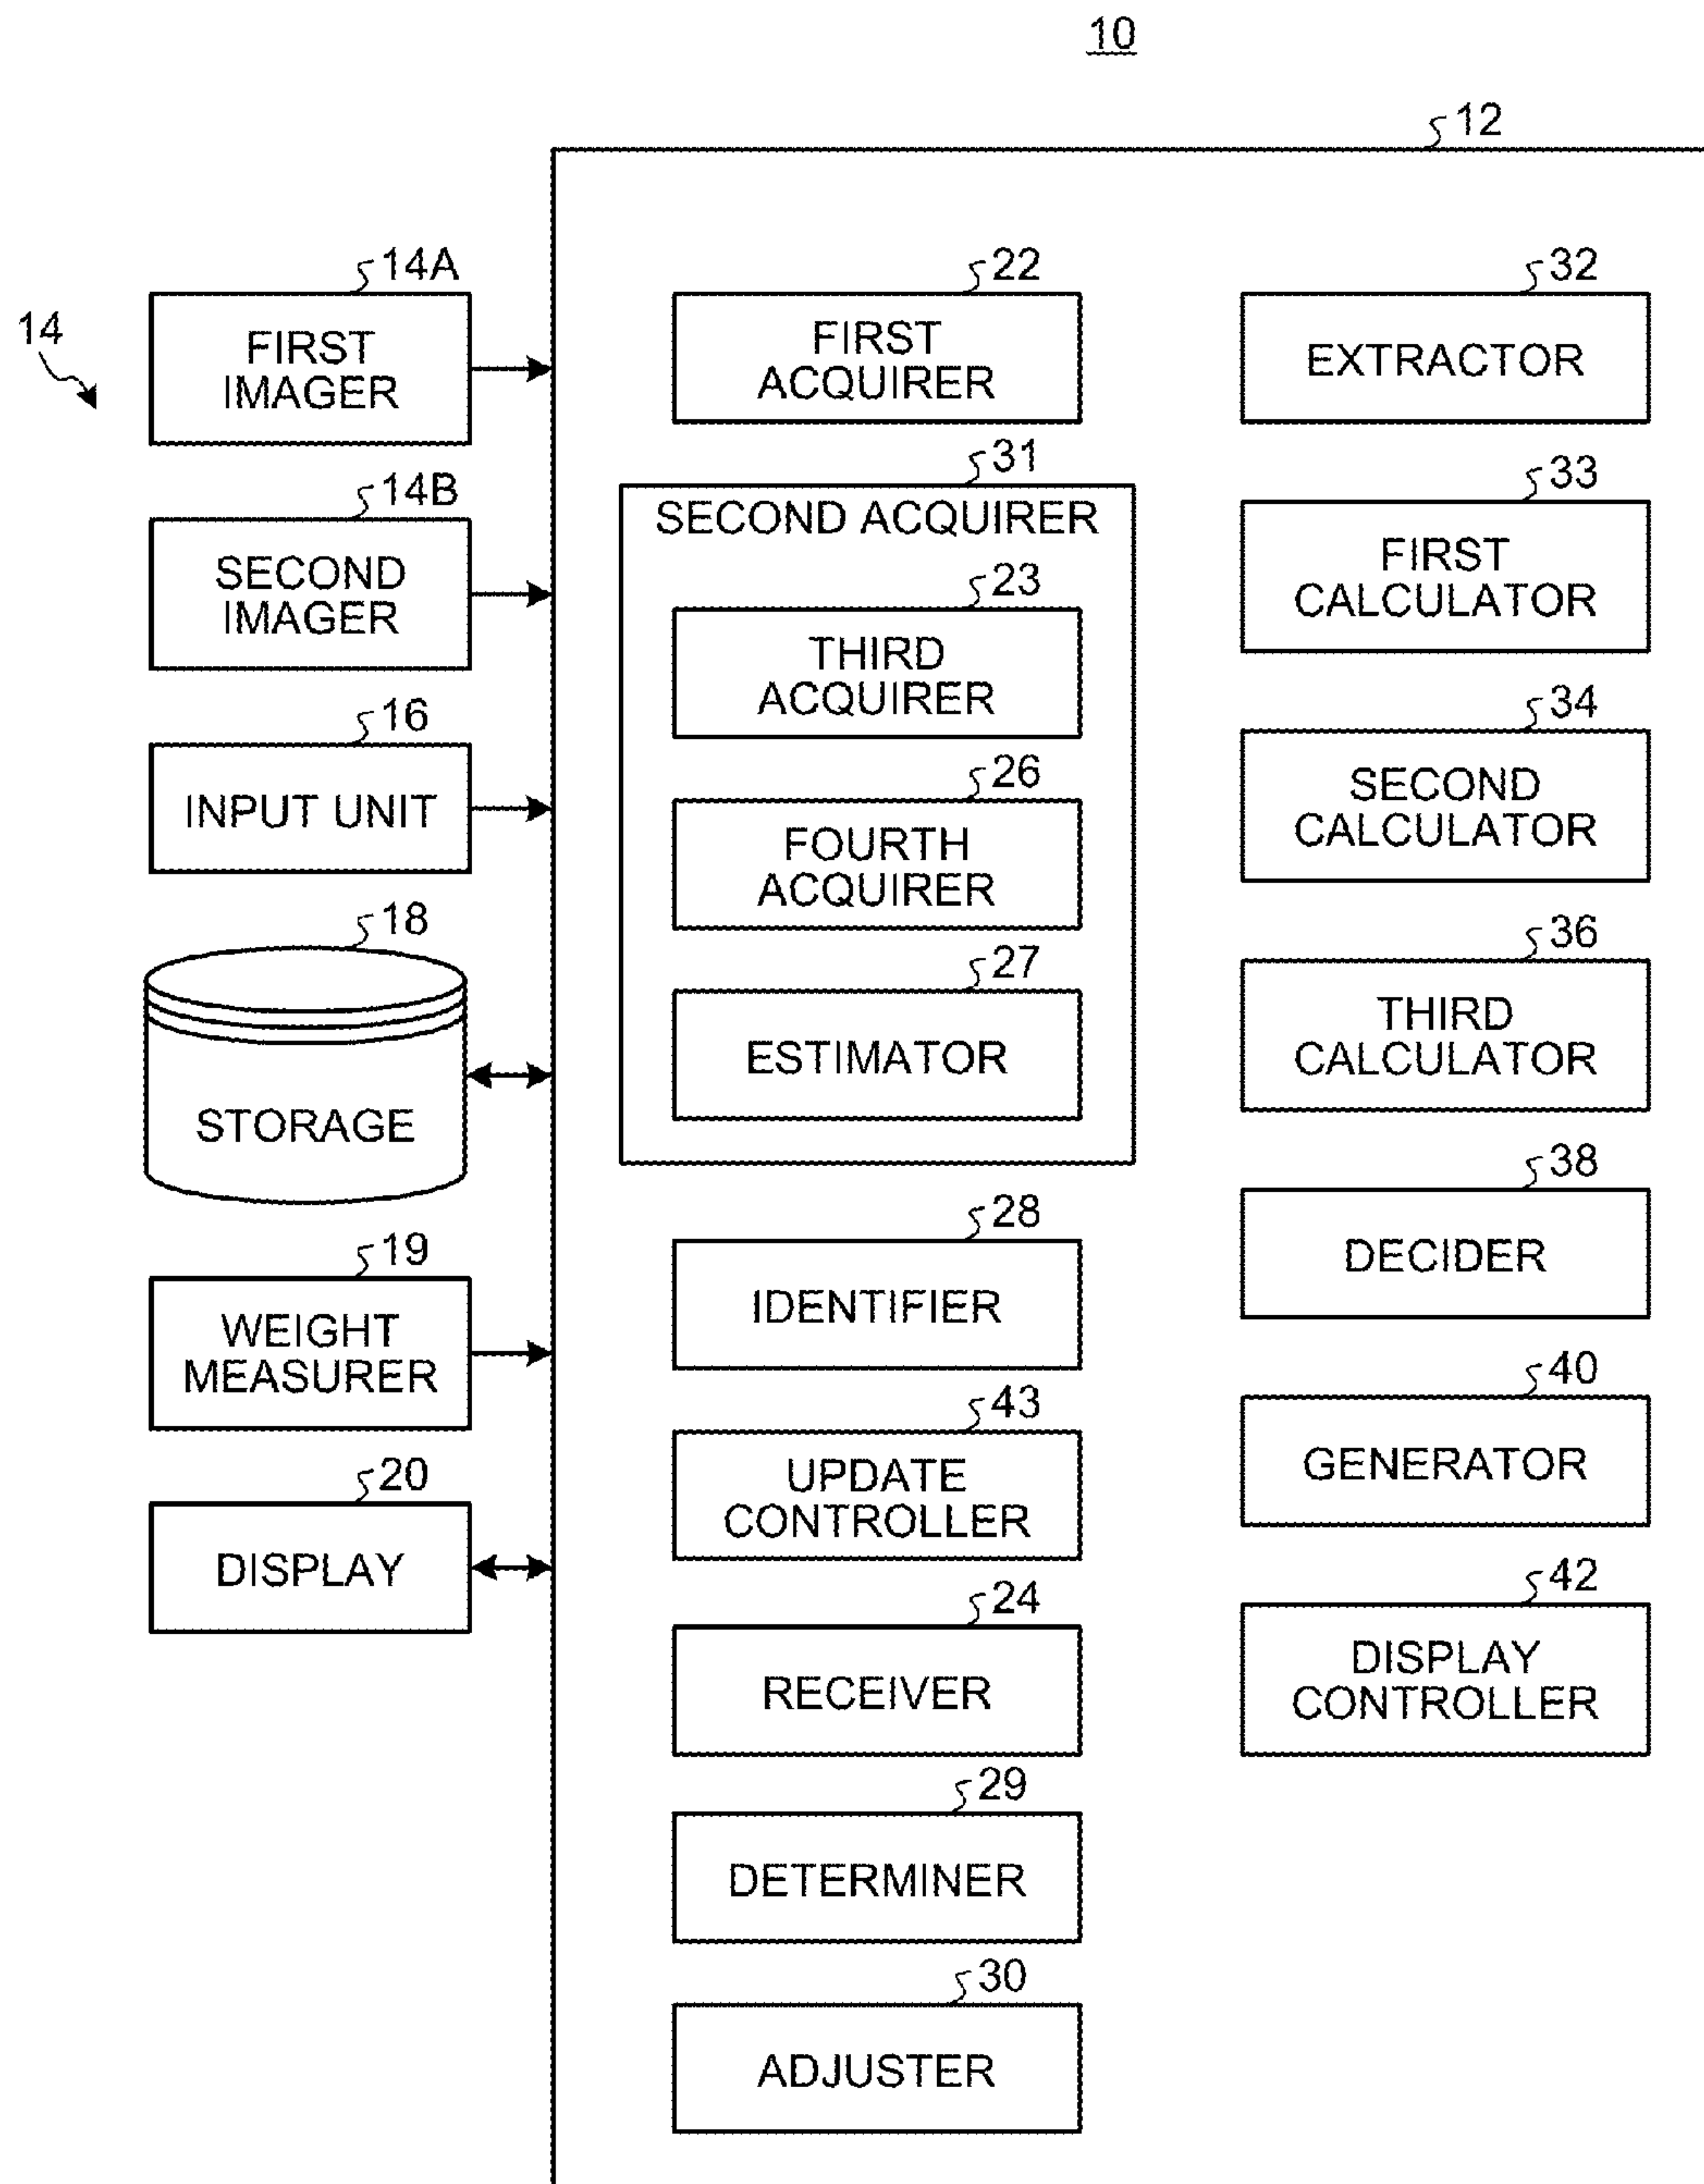 10
12
14
14A
FIRST
IMAGER
14B
SECOND
IMAGER
16
INPUT UNIT
18
STORAGE
19
WEIGHT
MEASURER
20
DISPLAY
22
FIRST
ACQUIRER
31
SECOND ACQUIRER
23
THIRD
ACQUIRER
26
FOURTH
ACQUIRER
27
ESTIMATOR
28
IDENTIFIER
43
UPDATE
CONTROLLER
24
RECEIVER
29
DETERMINER
30
ADJUSTER
32
EXTRACTOR
33
FIRST
CALCULATOR
34
SECOND
CALCULATOR
36
THIRD
CALCULATOR
38
DECIDER
40
GENERATOR
42
DISPLAY
CONTROLLER